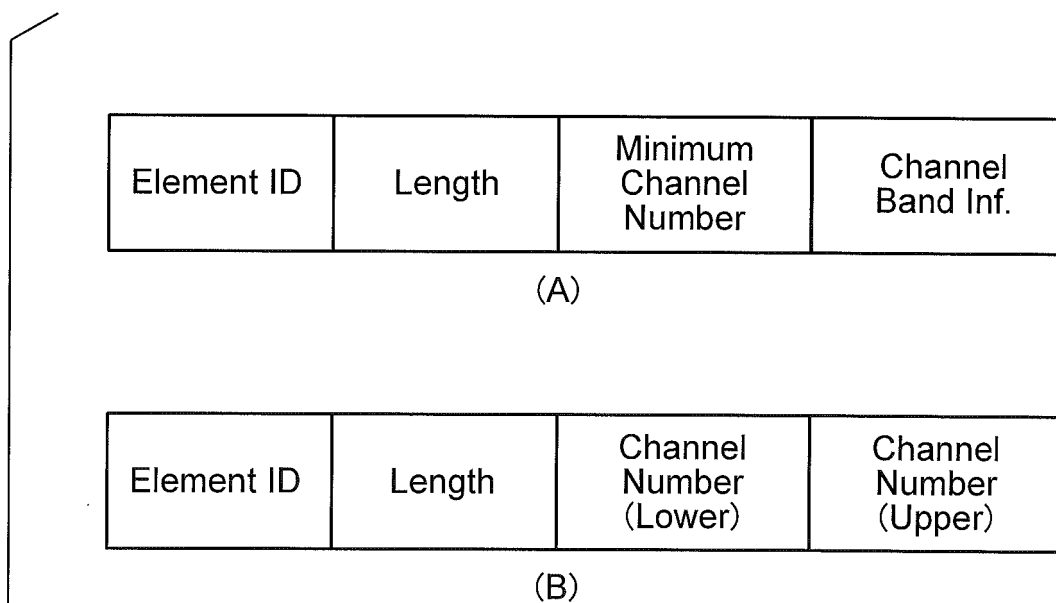 Element ID
Length
Minimum
Channel
Number
Channel
Band Inf.
(A)
Element ID
Length
Channel
Number
(Lower)
Channel
Number
(Upper)
(B)